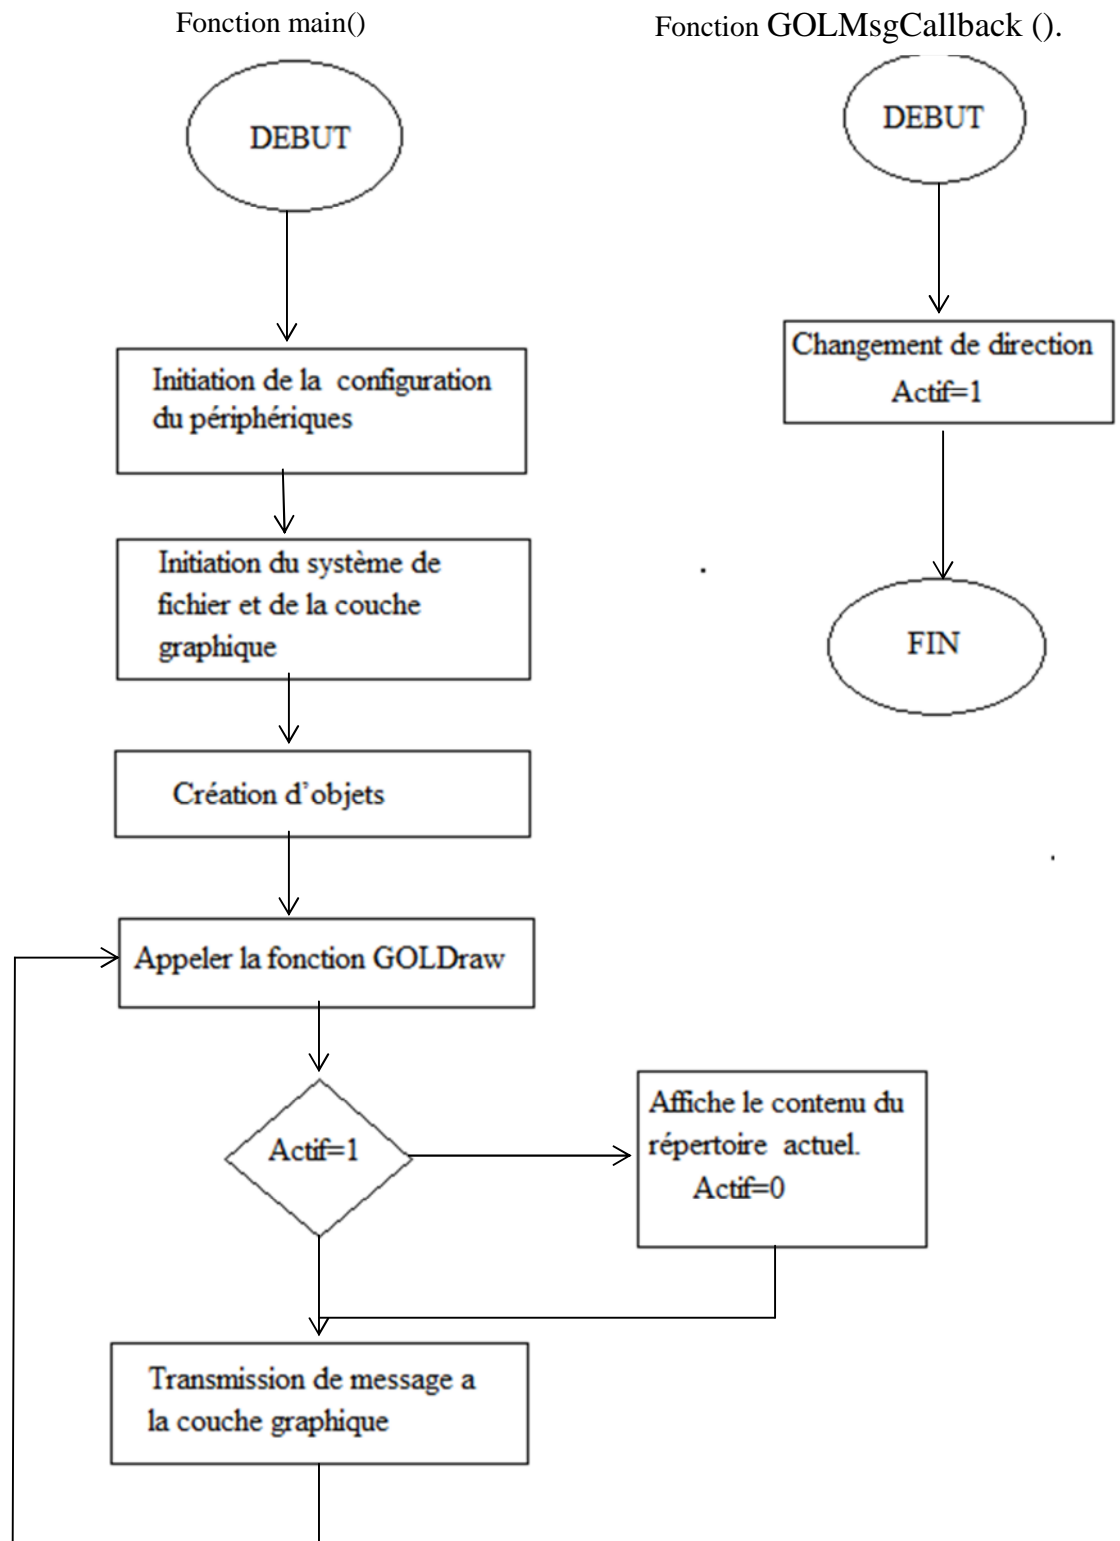 Fonction main()
DEBUT
Initiation de la configuration
du périphériques
Initiation du système de
fichier et de la couche
graphique
Création d'objets
Appeler la fonction GOLDraw
Actif=1
Affiche le contenu du
répertoire actuel.
Actif=0
Transmission de message a
la couche graphique
Fonction GOLMsgCallback ().
DEBUT
Changement de direction
Actif=1
FIN